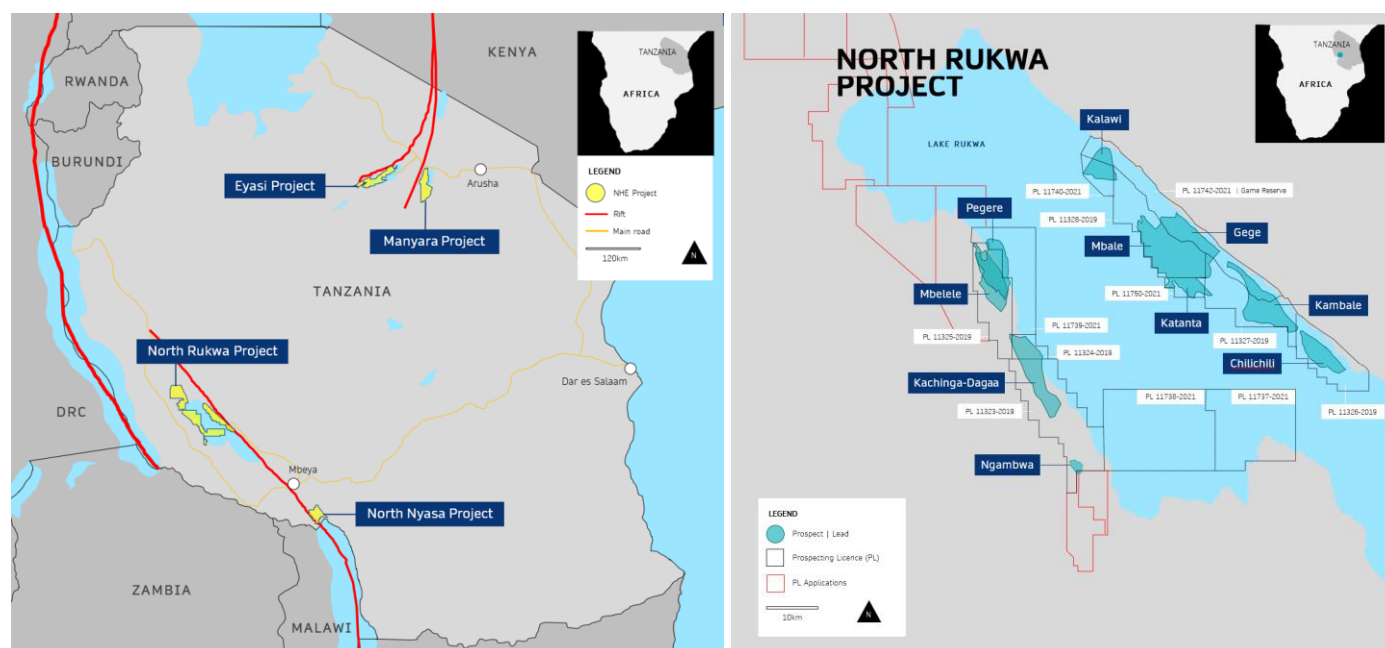 KENYA
TANZANIA
AFRICA
RWANDA
BURUNDI
LEGEND
NHE Project
Rift
Main road
120km
N
Eyasi Project
Arusha
Manyara Project
TANZANIA
North Rukwa Project
Dar es Salaam
DRC
Mbeya
North Nyasa Project
ZAMBIA
MALAWI
NORTH RUKWA
PROJECT
TANZANIA
AFRICA
LAKE RUKWA
Kalawi
PL 11740-2021
PL 11742-2021 | Game Reserve
Pegere
PL 11328-2019
Gege
Mbale
Mbelele
PL 11750-2021
Kambale
Katanta
PL 11739-2021
PL 11325-2019
PL 11327-2019
PL 11324-2019
Chilichili
Kachinga-Dagaa
PL 11738-2021
PL 11737-2021
PL 11323-2019
PL 11326-2019
Ngambwa
LEGEND
Prospect | Lead
Prospecting Licence (PL)
PL Applications
10km
N